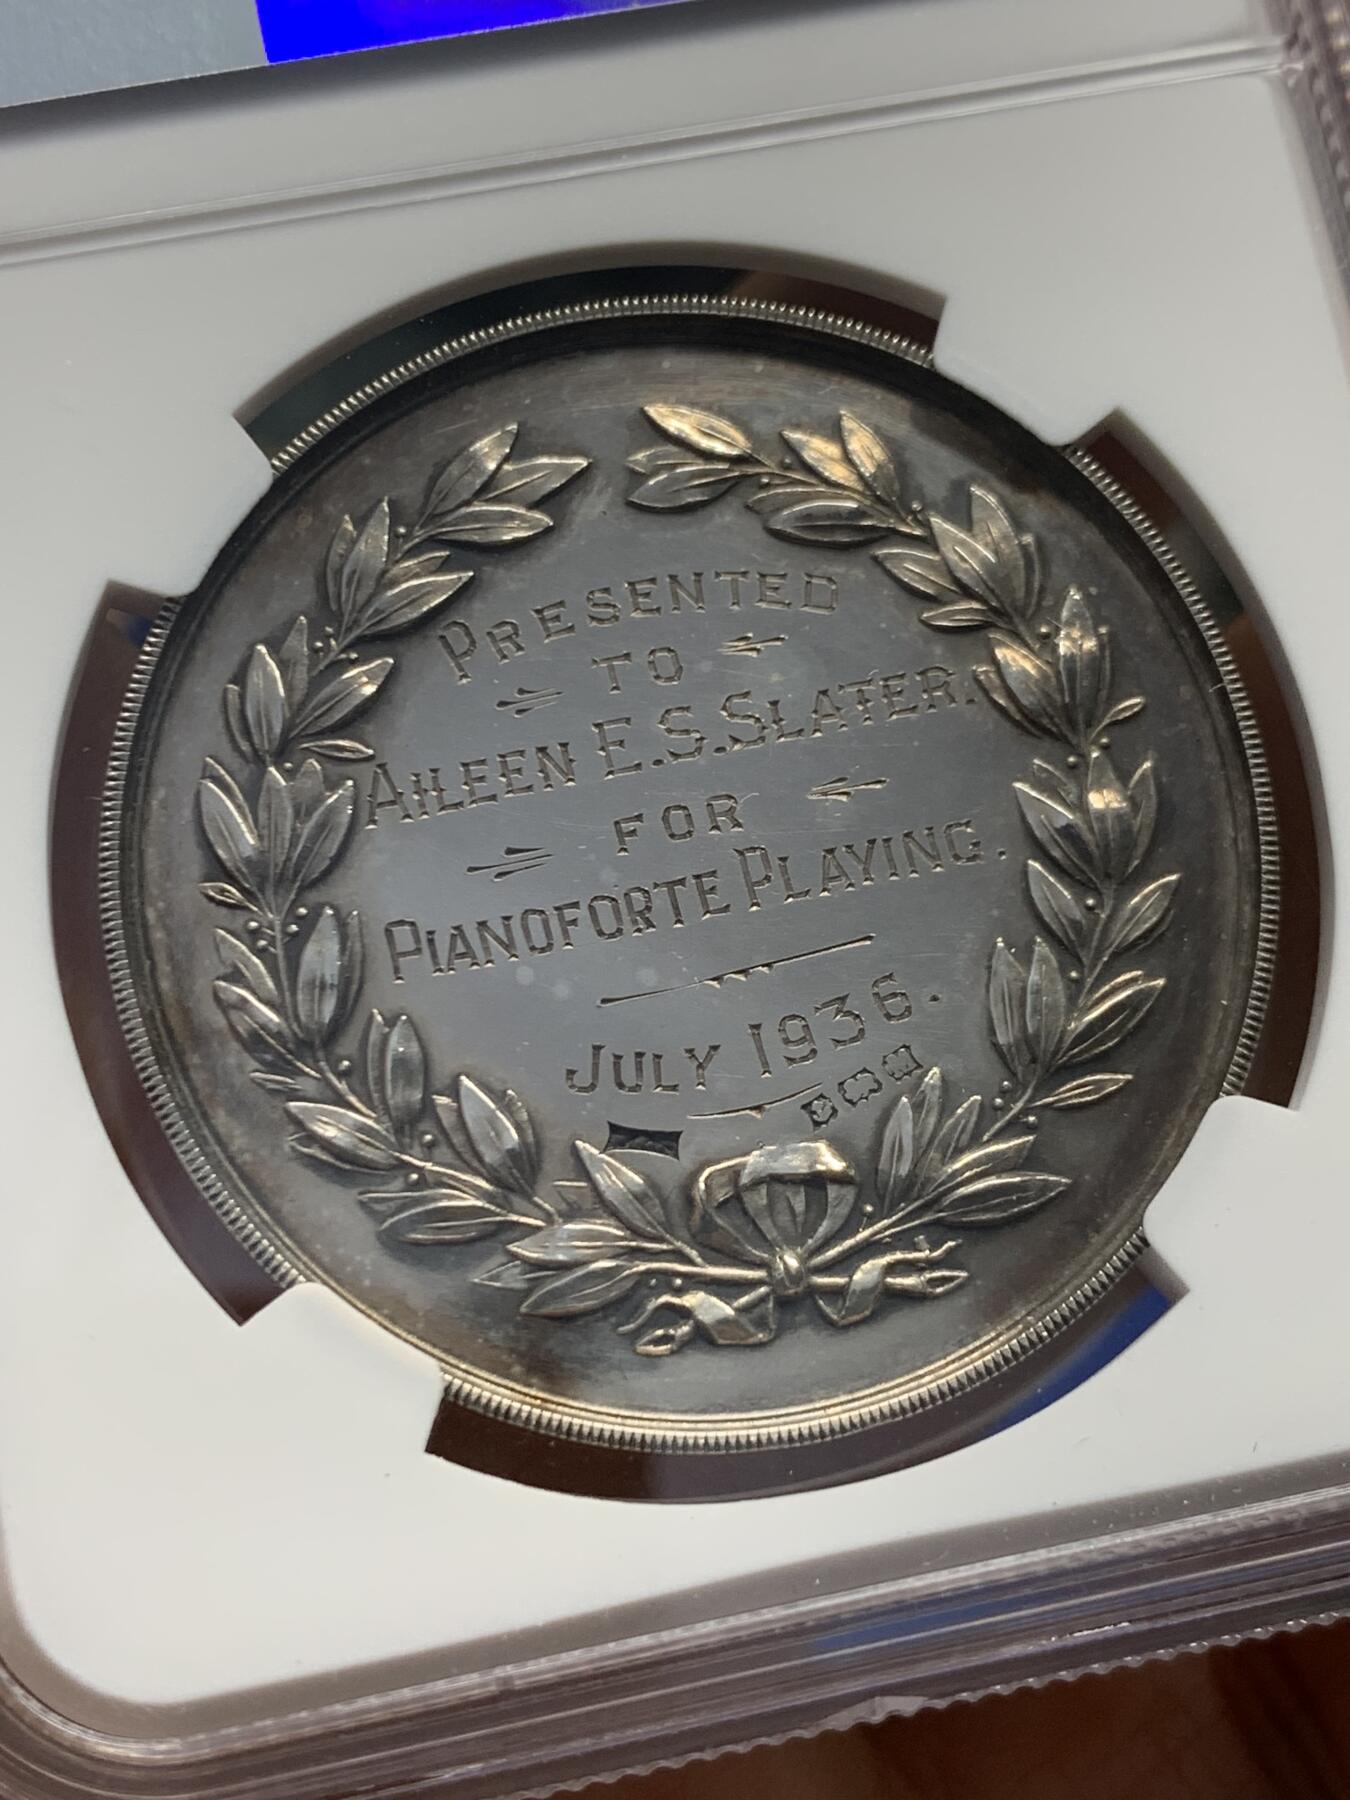 PRESENTED
TO
AILEEN E.S. SLATER.
FOR
PIANOFORTE PLAYING.
JULY 1936.